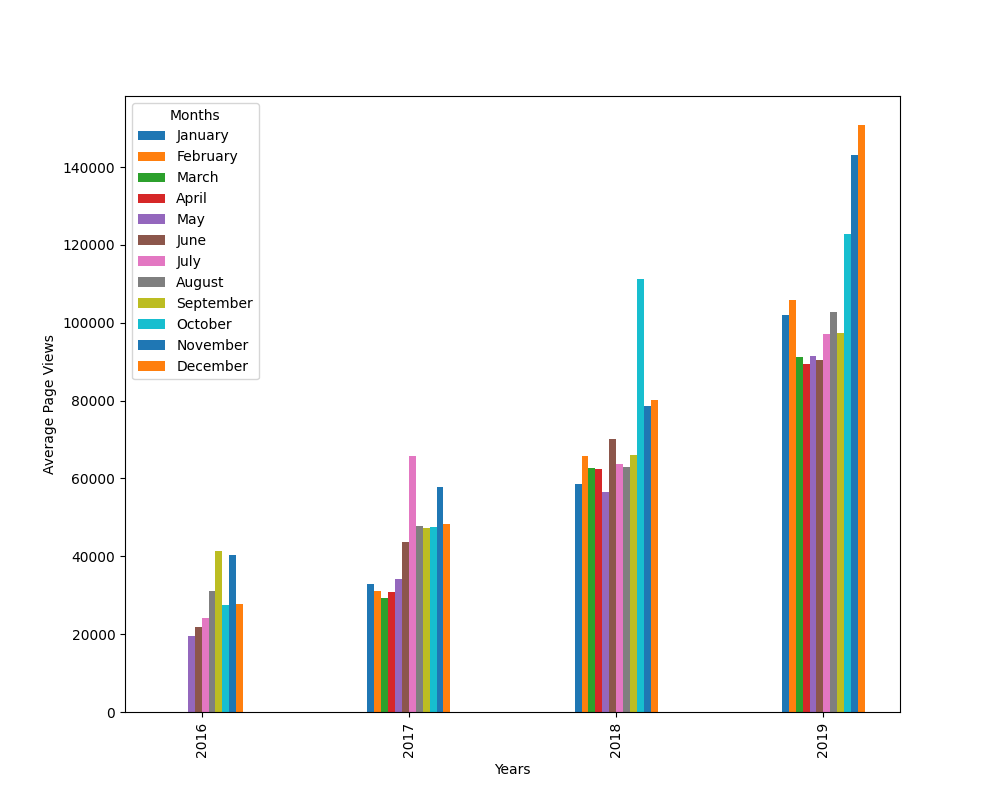 Months
January
February
March
April
May
June
July
August
September
October
November
December
140000
120000
100000
80000
60000
40000
20000
0
Average Page Views
2016
2017
2018
2019
Years